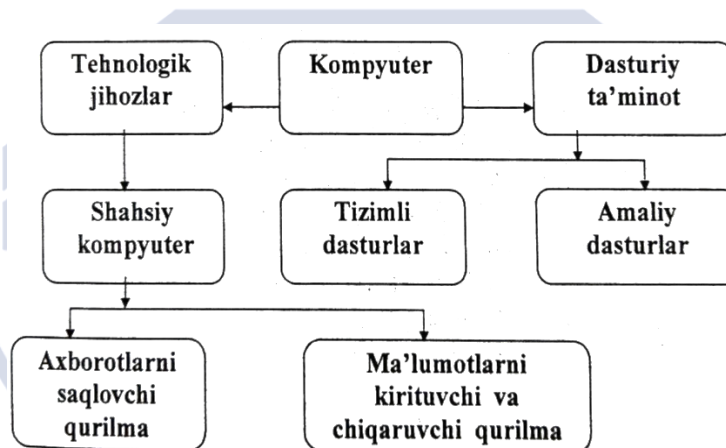 Tehnologik
jihozlar
Kompyuter
Dasturiy
ta’minot
Shahsiy
kompyuter
Tizimli
dasturlar
Amaliy
dasturlar
Axborotlarni
saqlovchi
qurilma
Ma’lumotlarni
kirituvchi va
chiqaruvchi qurilma